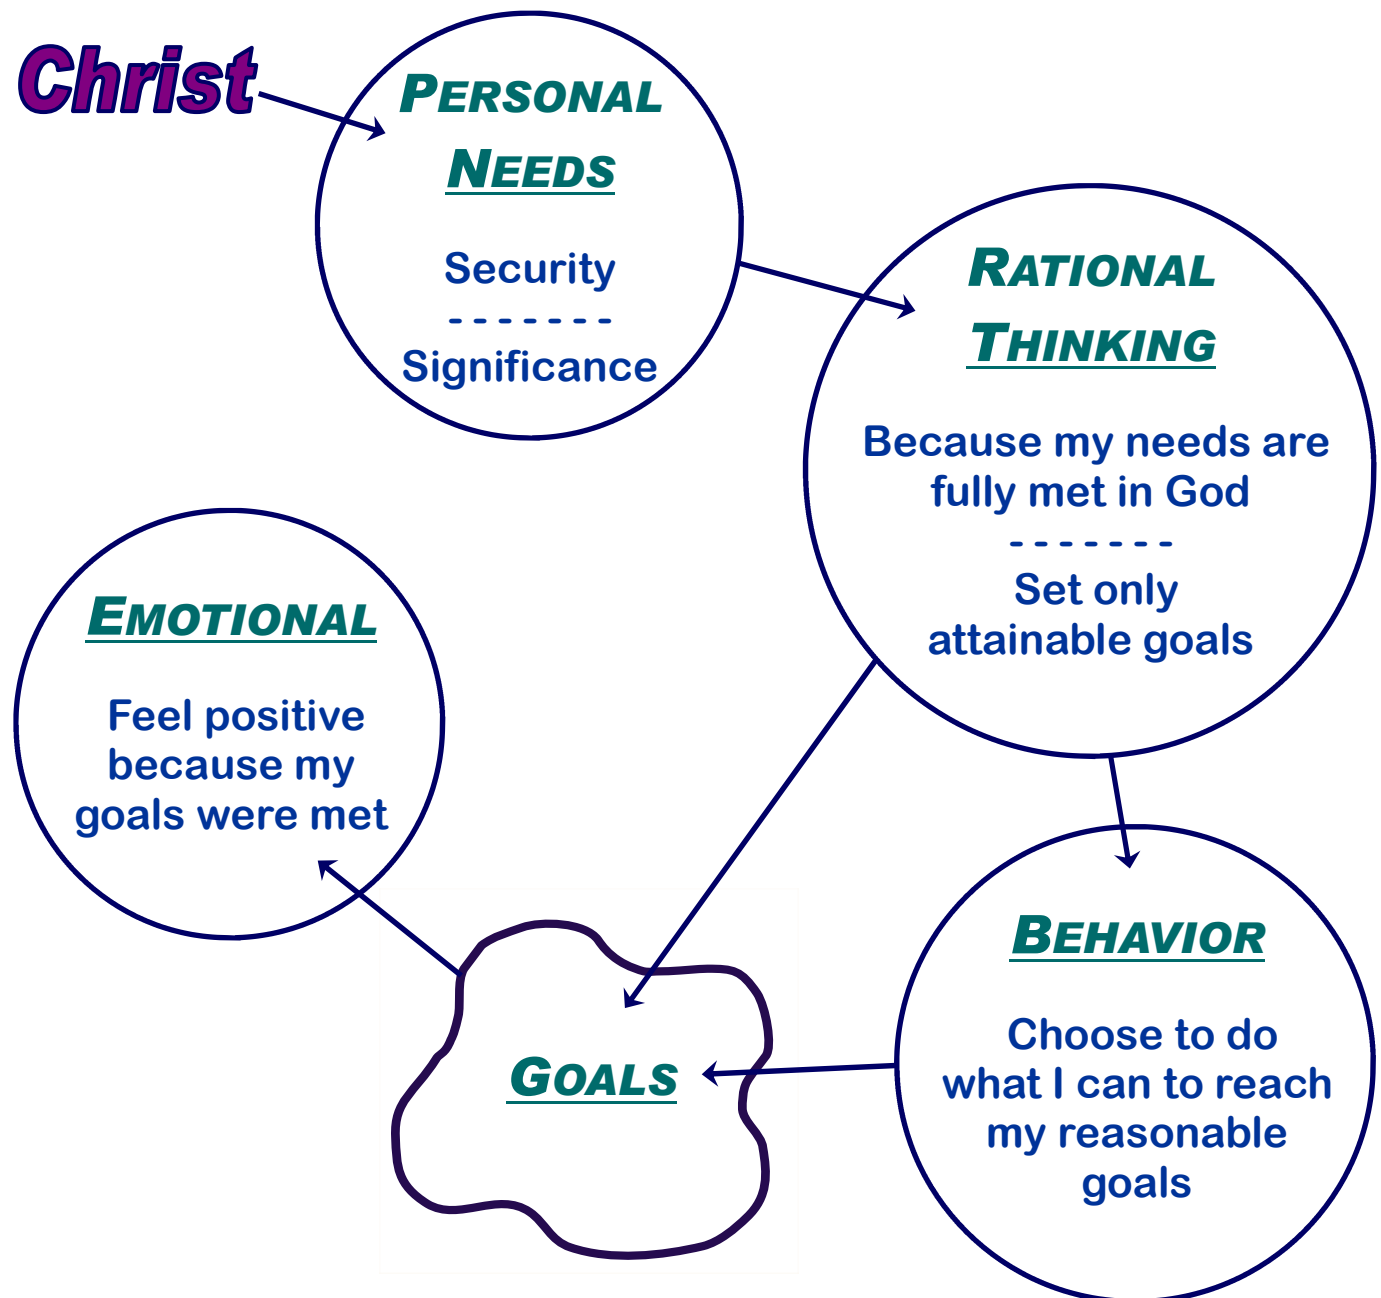 Christ
PERSONAL
NEEDS
Security
- - - - - - -
Significance
RATIONAL
THINKING
Because my needs are
fully met in God
- - - - - - -
Set only
attainable goals
EMOTIONAL
Feel positive
because my
goals were met
BEHAVIOR
Choose to do
what I can to reach
my reasonable
goals
GOALS